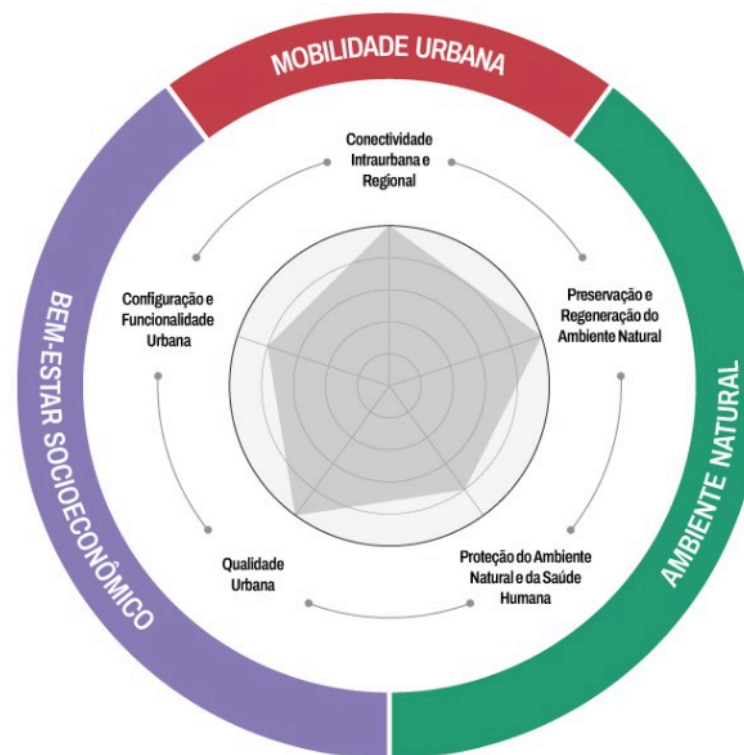 MOBILIDADE URBANA
Conectividade
Intraurbana e
Regional
Configuração e
Funcionalidade
Urbana
Preservação e
Regeneração do
Ambiente Natural
BEM-ESTAR SOCIOECONÔMICO
AMBIENTE NATURAL
Qualidade
Urbana
Proteção do Ambiente
Natural e da Saúde
Humana